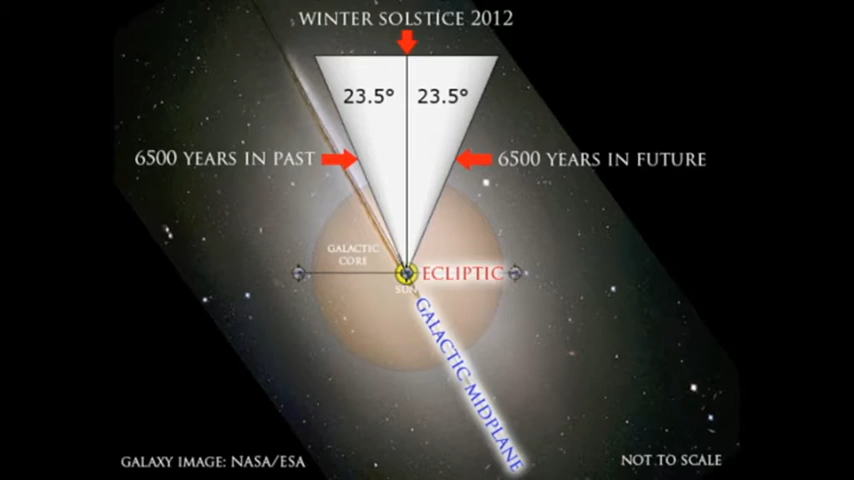 WINTER SOLSTICE 2012
23.5°
23.5°
6500 YEARS IN PAST
6500 YEARS IN FUTURE
GALACTIC
CORE
ECLIPTIC
SUN
GALACTIC MIDPLANE
GALAXY IMAGE: NASA/ESA
NOT TO SCALE